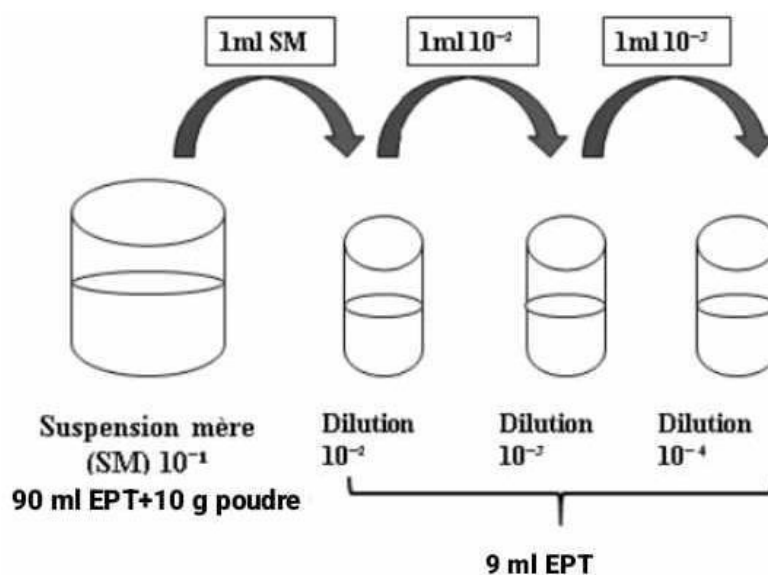 1ml SM
1ml 10⁻²
1ml 10⁻³
Suspension mère
(SM) 10⁻¹
90 ml EPT+10 g poudre
Dilution
10⁻²
Dilution
10⁻³
Dilution
10⁻⁴
9 ml EPT